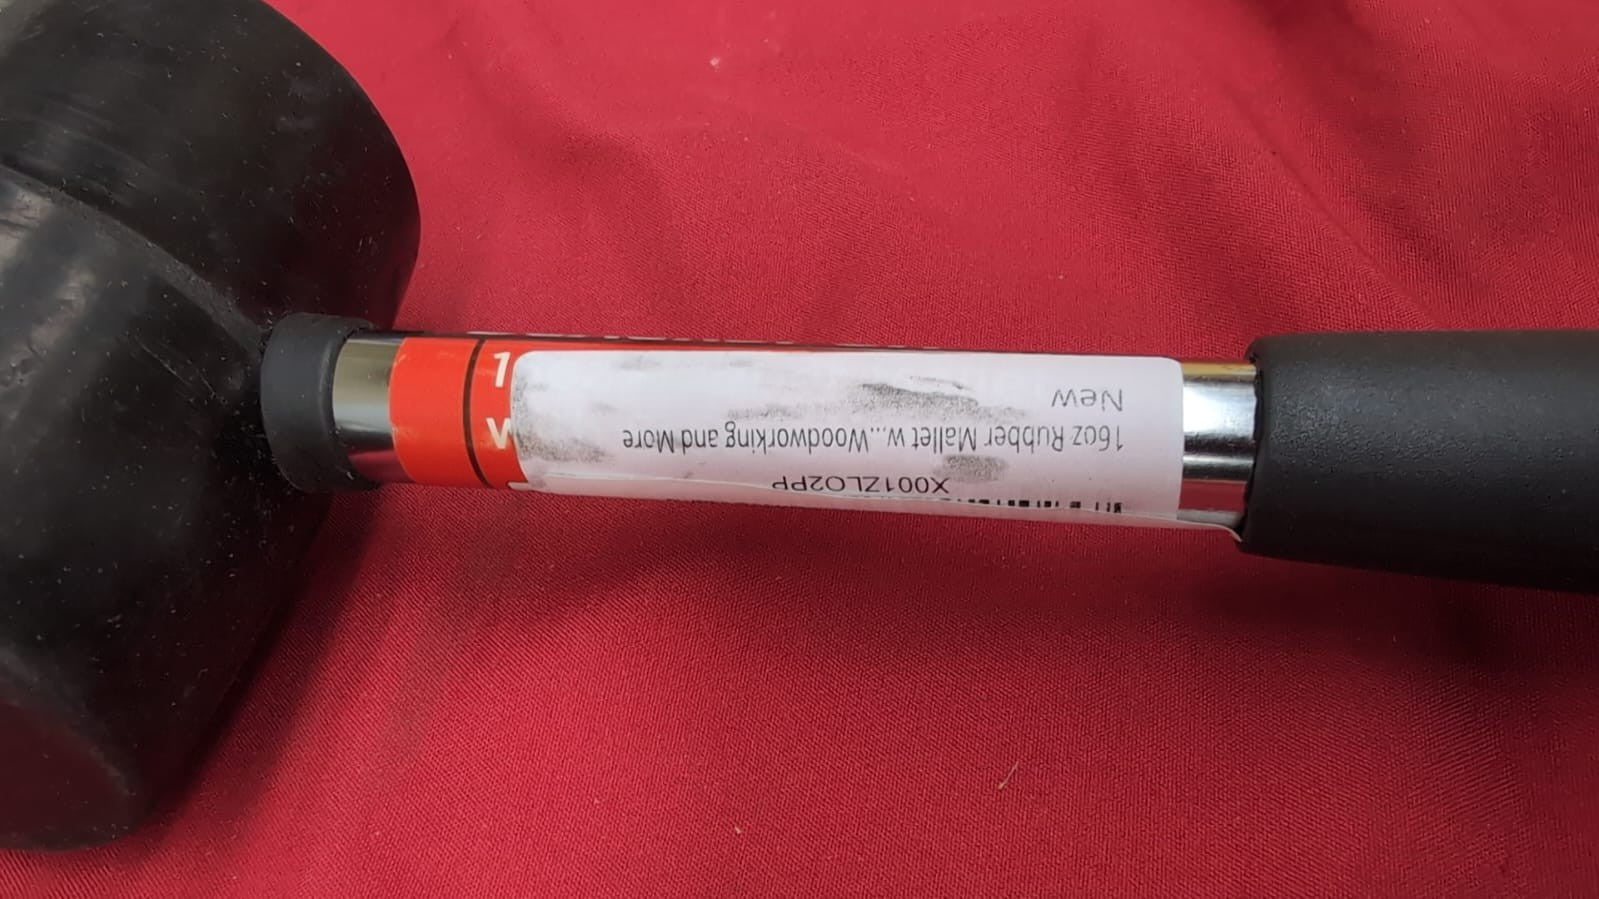 X001ZLO2PP
16oz Rubber Mallet w...Woodworking and More
New